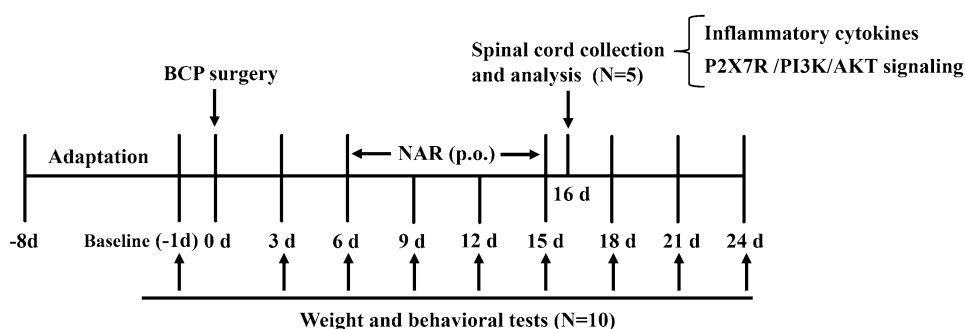 Inflammatory cytokines
Spinal cord collection
and analysis (N=5)
P2X7R /PI3K/AKT signaling
BCP surgery
Adaptation
NAR (p.o.)
16 d
-8d
Baseline (-1d)
0 d
3 d
6 d
9 d
12 d
15 d
18 d
21 d
24 d
Weight and behavioral tests (N=10)